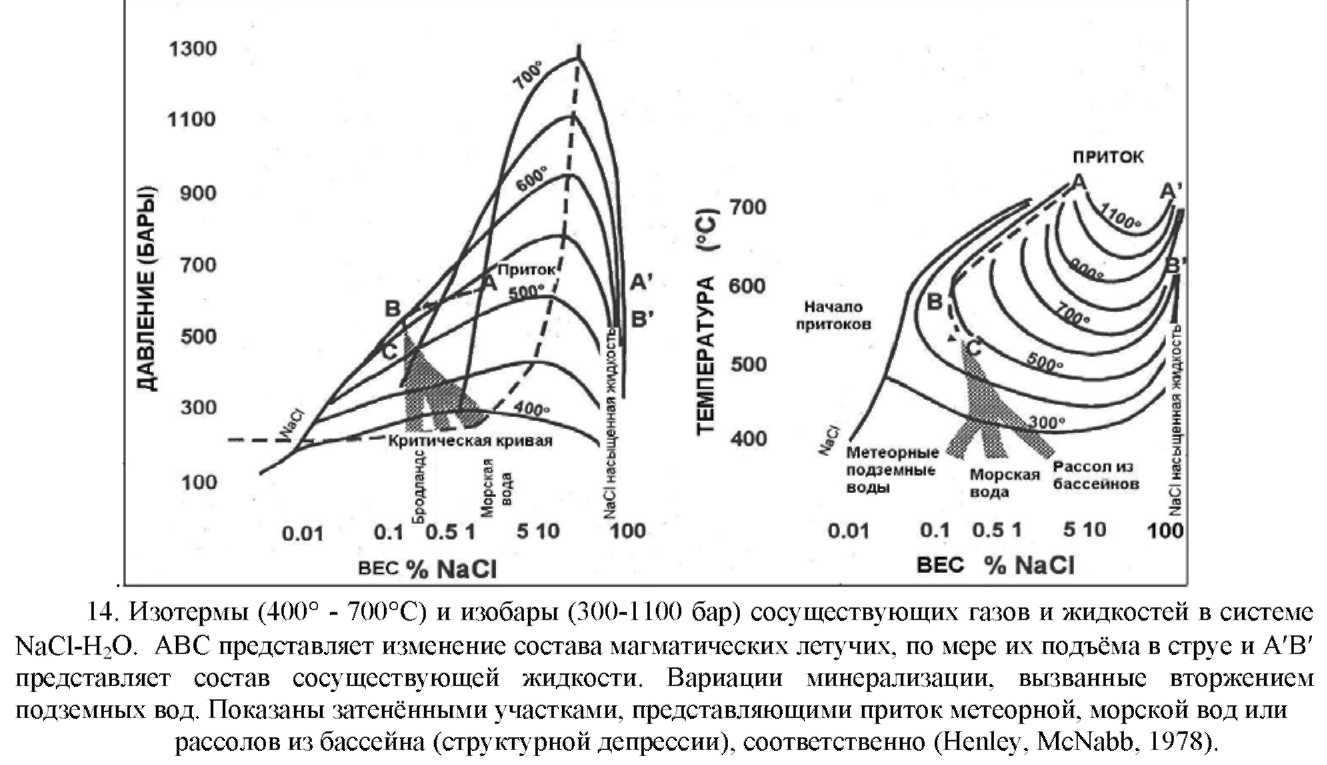 1300
1100
900
700
500
300
100
ДАВЛЕНИЕ (БАРЫ)
700°
600°
500°
400°
Приток
A
B
C
A'
B'
NaCl
Критическая кривая
Бродландс
Морская
вода
NaCl насыщенная жидкость
0.01 0.1 0.5 1 5 10 100
ВЕС % NaCl
ТЕМПЕРАТУРА (°C)
700
600
500
400
ПРИТОК
A
A'
1100°
900°
700°
500°
300°
B
B'
C
Начало
притоков
NaCl
Метеорные
подземные
воды
Морская
вода
Рассол из
бассейнов
NaCl насыщенная жидкость
0.01 0.1 0.5 1 5 10 100
ВЕС % NaCl
14. Изотермы (400° - 700°С) и изобары (300-1100 бар) сосуществующих газов и жидкостей в системе
NaCl-H₂O. АВС представляет изменение состава магматических летучих, по мере их подъёма в струе и А'В'
представляет состав сосуществующей жидкости. Вариации минерализации, вызванные вторжением
подземных вод. Показаны затенёнными участками, представляющими приток метеорной, морской вод или
рассолов из бассейна (структурной депрессии), соответственно (Henley, McNabb, 1978).